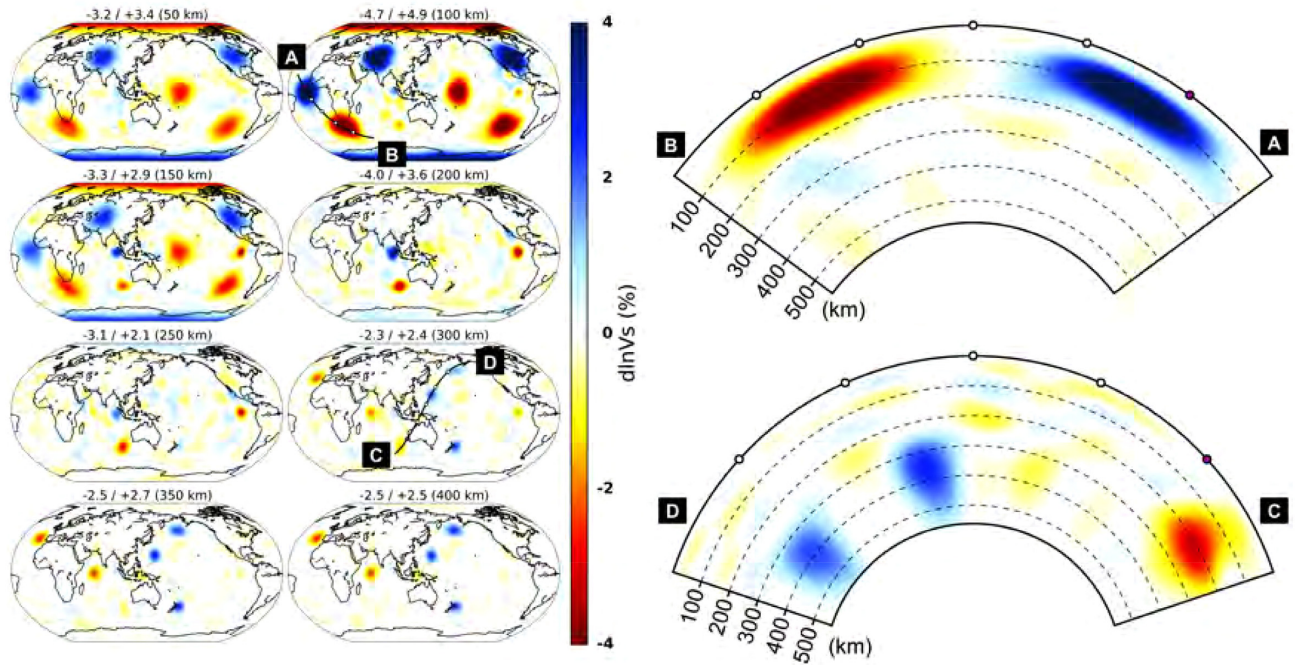 -3.2 / +3.4 (50 km)
-4.7 / +4.9 (100 km)
A
B
-3.3 / +2.9 (150 km)
-4.0 / +3.6 (200 km)
-3.1 / +2.1 (250 km)
-2.3 / +2.4 (300 km)
D
C
-2.5 / +2.7 (350 km)
-2.5 / +2.5 (400 km)
4
2
0
-2
-4
dlnVs (%)
B
A
100
200
300
400
500
(km)
D
C
100
200
300
400
500
(km)